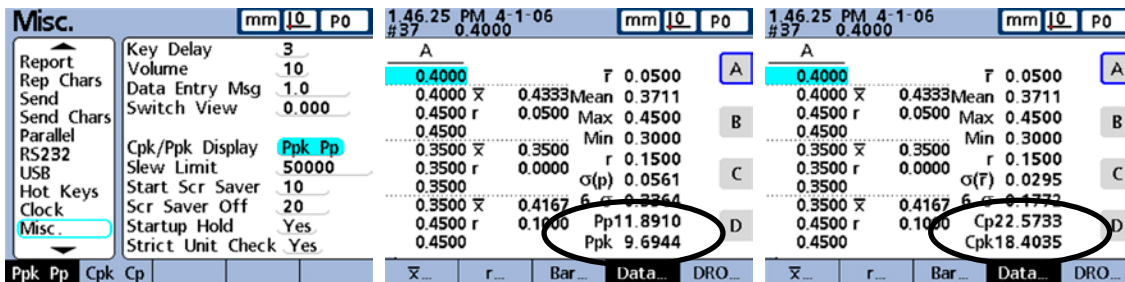 Misc.
mm
P0
Report
Rep Chars
Send
Send Chars
Parallel
RS232
USB
Hot Keys
Clock
Misc.
Key Delay 3
Volume 10
Data Entry Msg 1.0
Switch View 0.000
Cpk/Ppk Display Ppk Pp
Slew Limit 50000
Start Scr Saver 10
Scr Saver Off 20
Startup Hold Yes
Strict Unit Check Yes
Ppk Pp Cpk Cp
1.46.25 PM 4-1-06
#37 0.4000
mm
P0
A
0.4000 r̅ 0.0500
0.4000 x̅ 0.4333 Mean 0.3711
0.4500 r 0.0500 Max 0.4500
0.4500 Min 0.3000
0.3500 x̅ 0.3500
0.3500 r 0.0000 r 0.1500
0.3500 σ(p) 0.0561
0.3500 x̅ 0.4167 6 σ 0.3364
0.4500 r 0.1000 Pp11.8910
0.4500 Ppk 9.6944
A
B
C
D
x̅... r... Bar... Data... DRO...
1.46.25 PM 4-1-06
#37 0.4000
mm
P0
A
0.4000 r̅ 0.0500
0.4000 x̅ 0.4333 Mean 0.3711
0.4500 r 0.0500 Max 0.4500
0.4500 Min 0.3000
0.3500 x̅ 0.3500
0.3500 r 0.0000 r 0.1500
0.3500 σ(r̅) 0.0295
0.3500 x̅ 0.4167 6 σ 0.1772
0.4500 r 0.1000 Cp22.5733
0.4500 Cpk18.4035
A
B
C
D
x̅... r... Bar... Data... DRO...